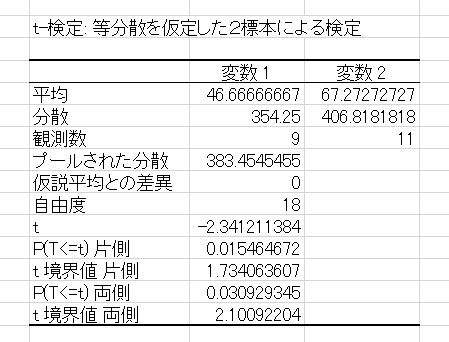 t-検定: 等分散を仮定した2標本による検定
変数 1 変数 2
平均 46.66666667 67.27272727
分散 354.25 406.8181818
観測数 9 11
プールされた分散 383.4545455
仮説平均との差異 0
自由度 18
t -2.341211384
P(T<=t) 片側 0.015464672
t 境界値 片側 1.734063607
P(T<=t) 両側 0.030929345
t 境界値 両側 2.10092204